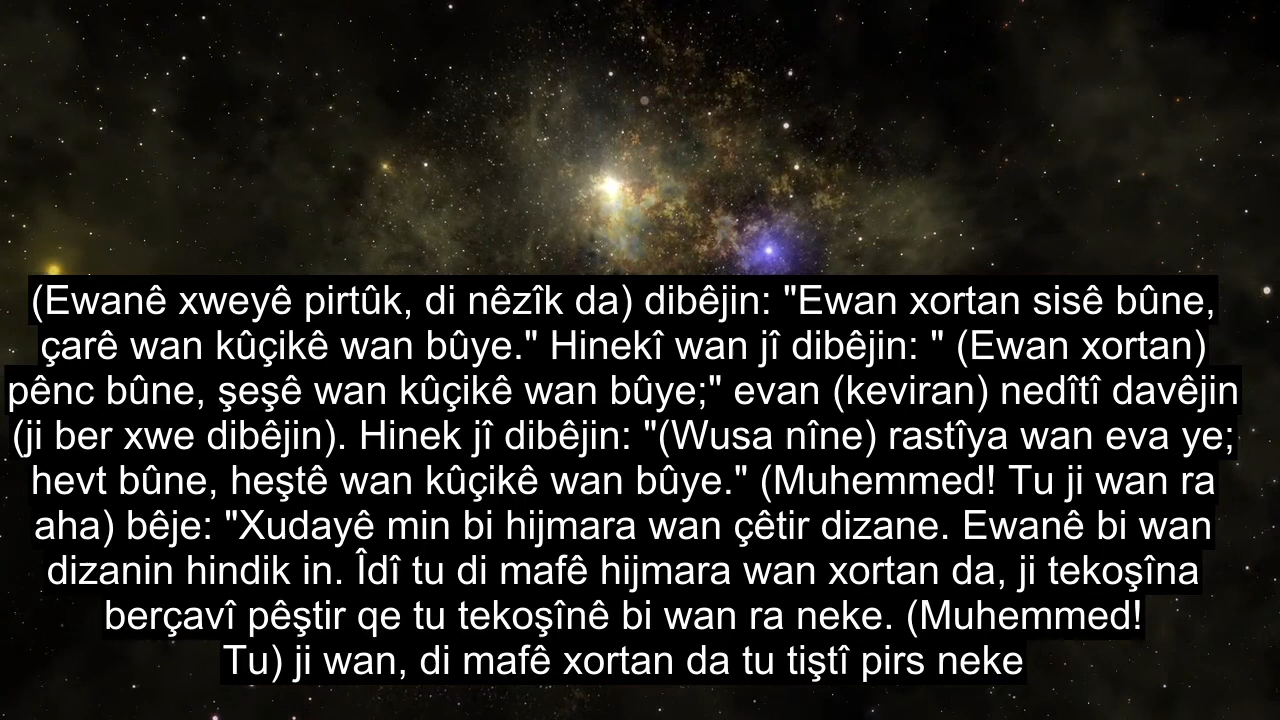 (Ewanê xweyê pirtûk, di nêzîk da) dibêjin: "Ewan xortan sisê bûne,
çarê wan kûçikê wan bûye." Hinekî wan jî dibêjin: " (Ewan xortan)
pênc bûne, şeşê wan kûçikê wan bûye;" evan (keviran) nedîtî davêjin
(ji ber xwe dibêjin). Hinek jî dibêjin: "(Wusa nîne) rastîya wan eva ye;
hevt bûne, heştê wan kûçikê wan bûye." (Muhemmed! Tu ji wan ra
aha) bêje: "Xudayê min bi hijmara wan çêtir dizane. Ewanê bi wan
dizanin hindik in. Îdî tu di mafê hijmara wan xortan da, ji tekoşîna
berçavî pêştir qe tu tekoşînê bi wan ra neke. (Muhemmed!
Tu) ji wan, di mafê xortan da tu tiştî pirs neke